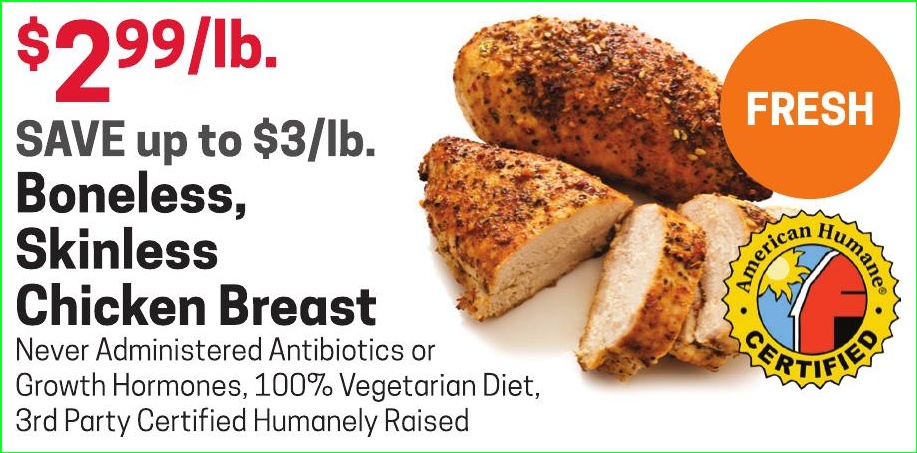 $2.99/lb.
SAVE up to $3/lb.
Boneless,
Skinless
Chicken Breast
Never Administered Antibiotics or
Growth Hormones, 100% Vegetarian Diet,
3rd Party Certified Humanely Raised
FRESH
American Humane®
CERTIFIED